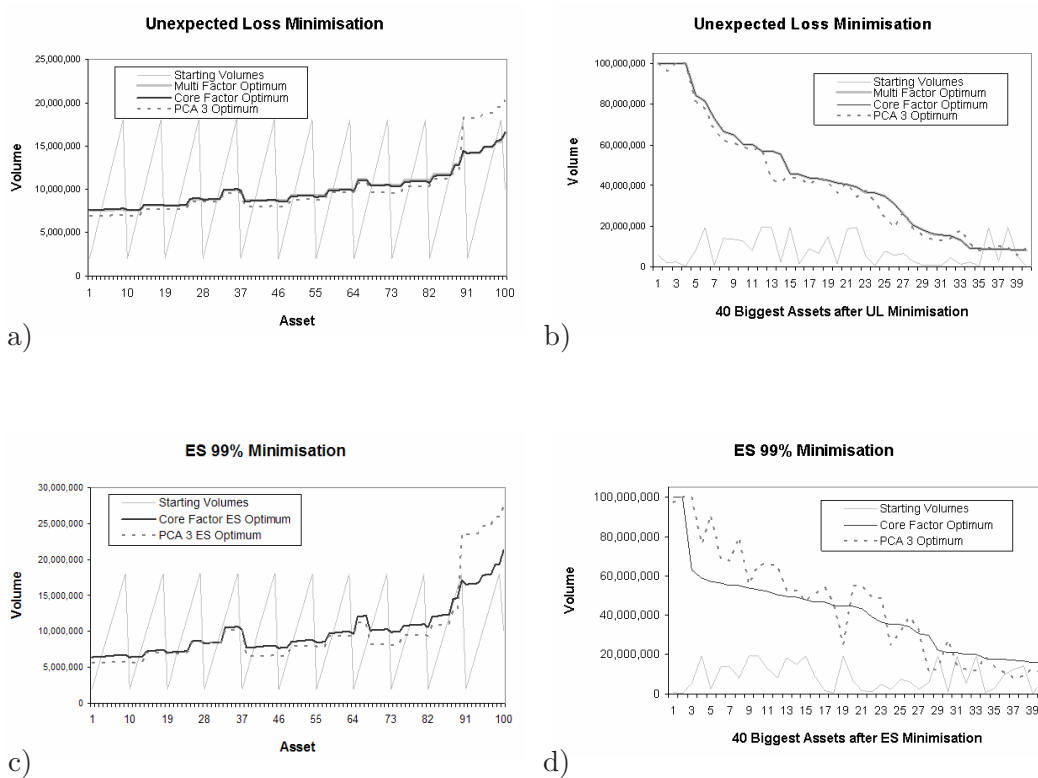 Unexpected Loss Minimisation
25,000,000
20,000,000
15,000,000
10,000,000
5,000,000
0
Volume
Starting Volumes
Multi Factor Optimum
Core Factor Optimum
PCA 3 Optimum
1 10 19 28 37 46 55 64 73 82 91 100
Asset
a)
Unexpected Loss Minimisation
100,000,000
80,000,000
60,000,000
40,000,000
20,000,000
0
Volume
Starting Volumes
Multi Factor Optimum
Core Factor Optimum
PCA 3 Optimum
1 3 5 7 9 11 13 15 17 19 21 23 25 27 29 31 33 35 37 39
40 Biggest Assets after UL Minimisation
b)
ES 99% Minimisation
30,000,000
25,000,000
20,000,000
15,000,000
10,000,000
5,000,000
0
Volume
Starting Volumes
Core Factor ES Optimum
PCA 3 ES Optimum
1 10 19 28 37 46 55 64 73 82 91 100
Asset
c)
ES 99% Minimisation
100,000,000
80,000,000
60,000,000
40,000,000
20,000,000
0
Volume
Starting Volumes
Core Factor Optimum
PCA 3 Optimum
1 3 5 7 9 11 13 15 17 19 21 23 25 27 29 31 33 35 37 39
40 Biggest Assets after ES Minimisation
d)